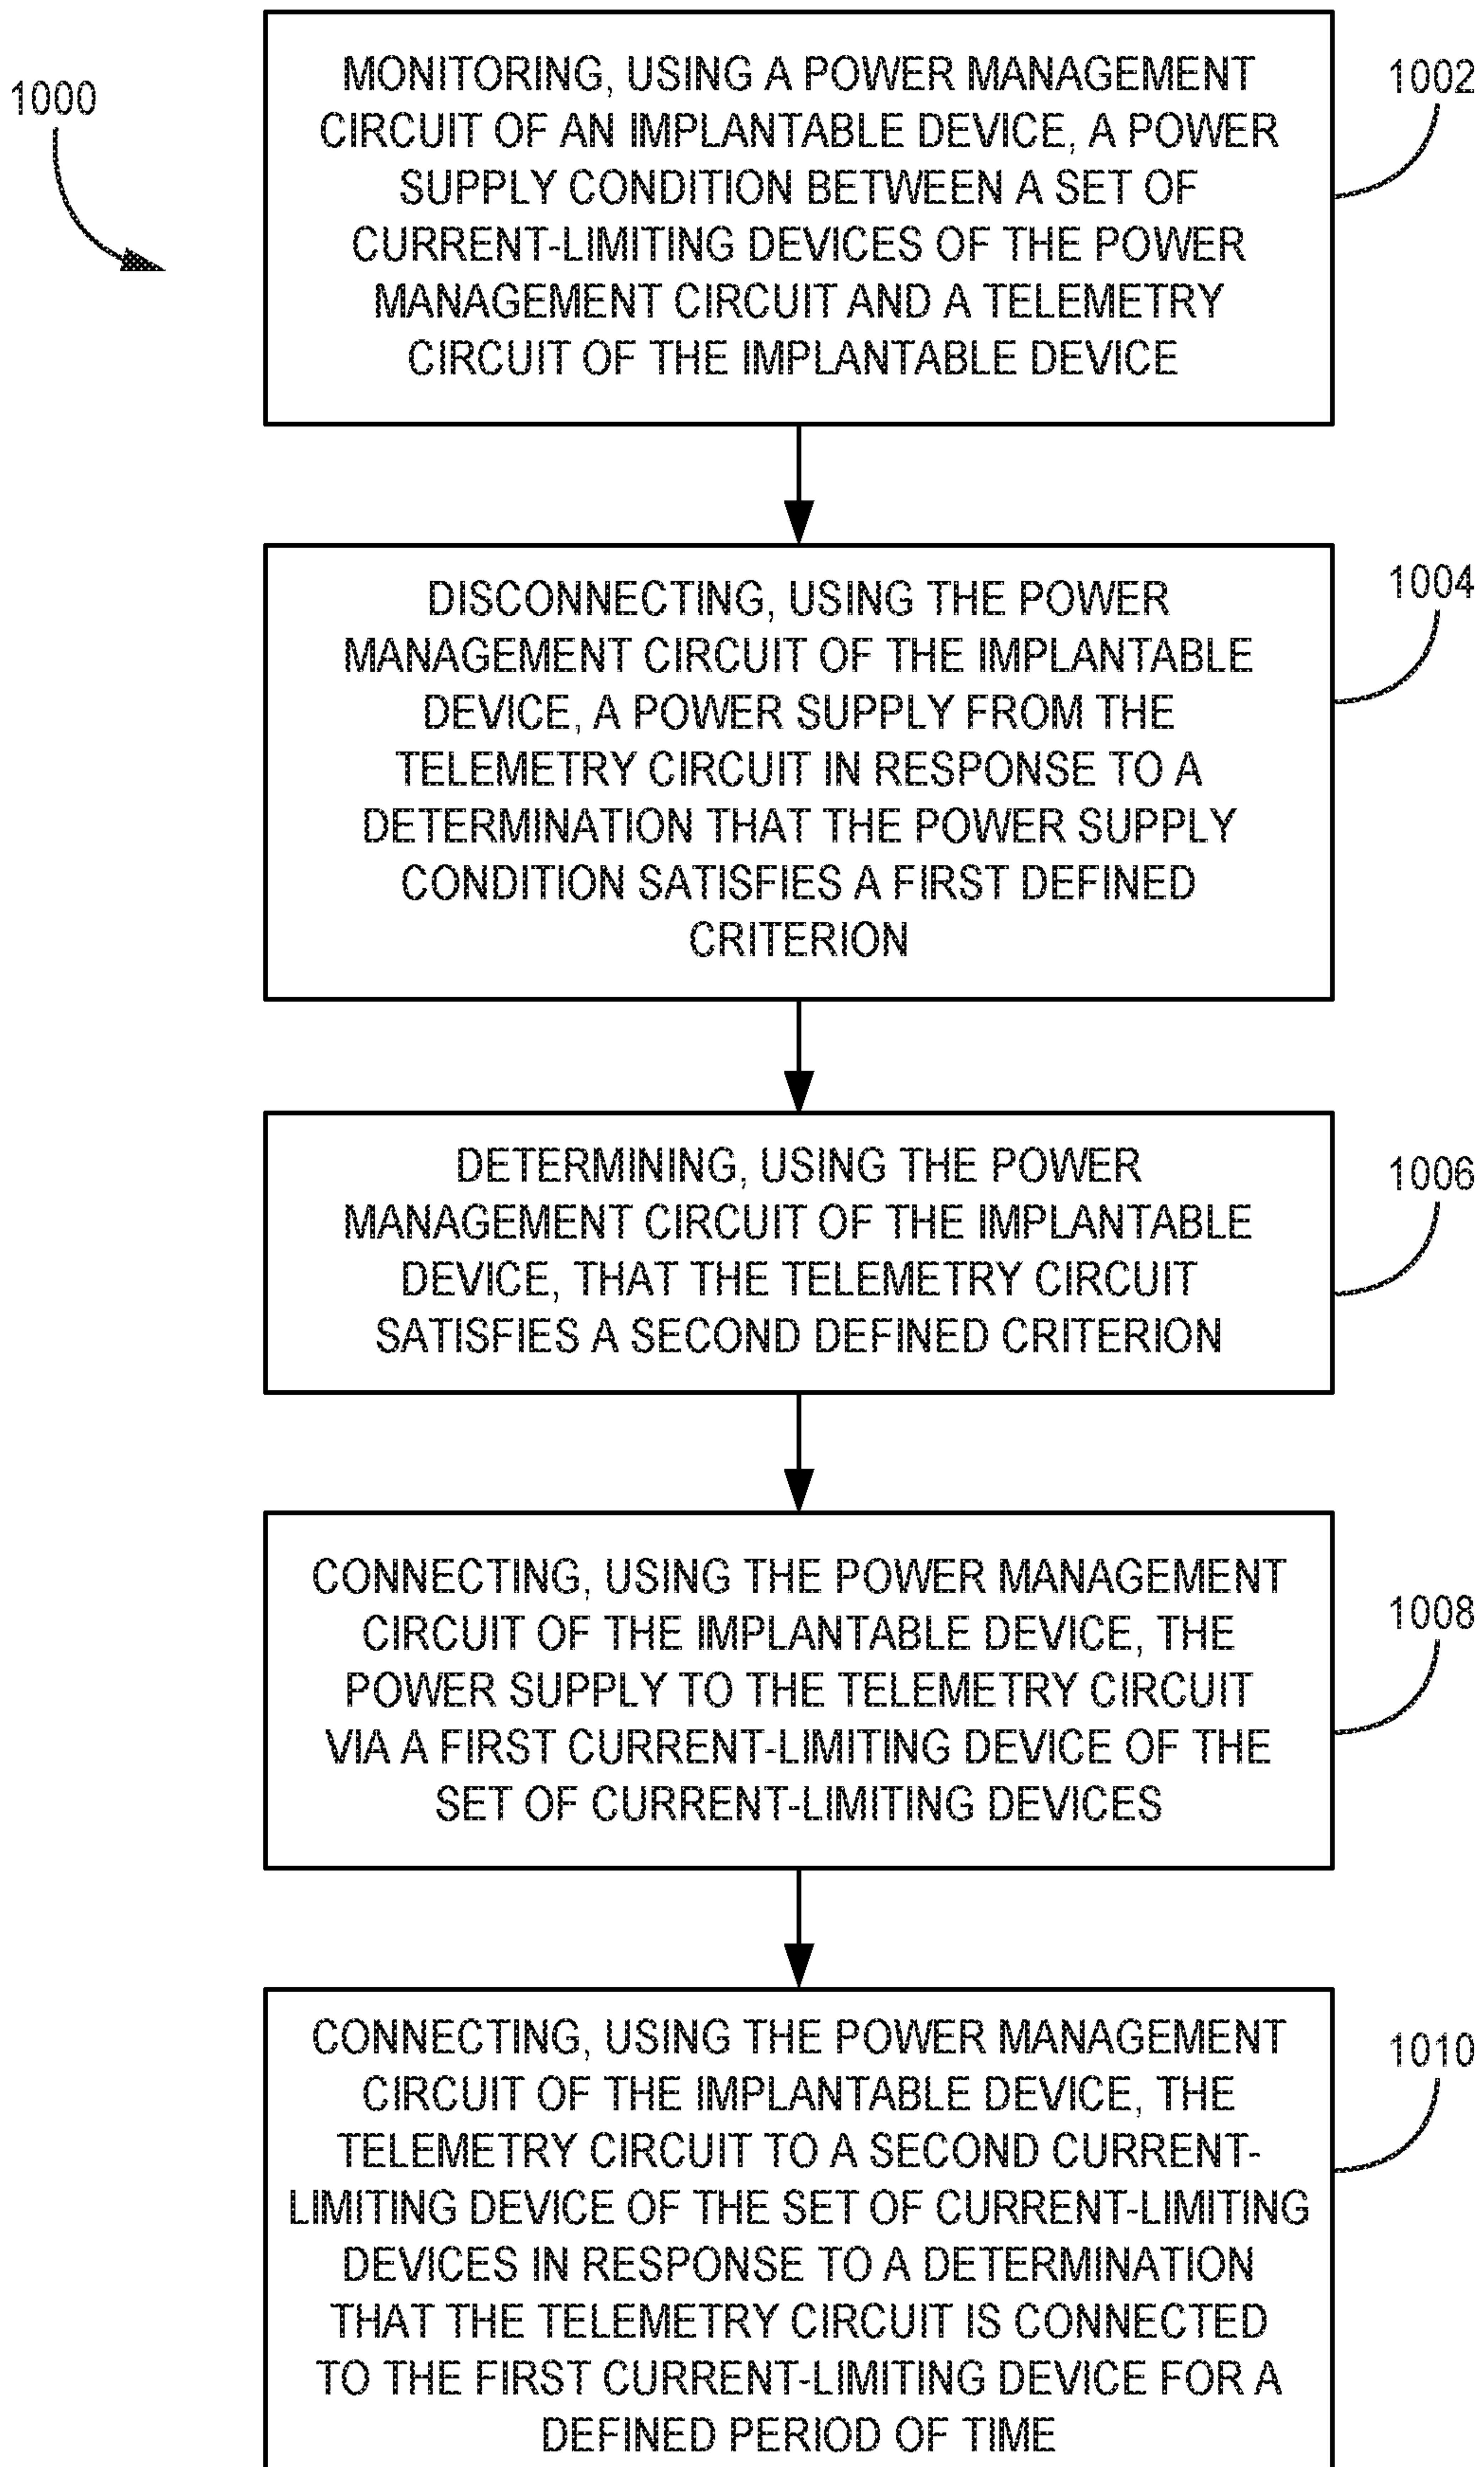 1000
MONITORING, USING A POWER MANAGEMENT
CIRCUIT OF AN IMPLANTABLE DEVICE, A POWER
SUPPLY CONDITION BETWEEN A SET OF
CURRENT-LIMITING DEVICES OF THE POWER
MANAGEMENT CIRCUIT AND A TELEMETRY
CIRCUIT OF THE IMPLANTABLE DEVICE
1002
DISCONNECTING, USING THE POWER
MANAGEMENT CIRCUIT OF THE IMPLANTABLE
DEVICE, A POWER SUPPLY FROM THE
TELEMETRY CIRCUIT IN RESPONSE TO A
DETERMINATION THAT THE POWER SUPPLY
CONDITION SATISFIES A FIRST DEFINED
CRITERION
1004
DETERMINING, USING THE POWER
MANAGEMENT CIRCUIT OF THE IMPLANTABLE
DEVICE, THAT THE TELEMETRY CIRCUIT
SATISFIES A SECOND DEFINED CRITERION
1006
CONNECTING, USING THE POWER MANAGEMENT
CIRCUIT OF THE IMPLANTABLE DEVICE, THE
POWER SUPPLY TO THE TELEMETRY CIRCUIT
VIA A FIRST CURRENT-LIMITING DEVICE OF THE
SET OF CURRENT-LIMITING DEVICES
1008
CONNECTING, USING THE POWER MANAGEMENT
CIRCUIT OF THE IMPLANTABLE DEVICE, THE
TELEMETRY CIRCUIT TO A SECOND CURRENT-
LIMITING DEVICE OF THE SET OF CURRENT-LIMITING
DEVICES IN RESPONSE TO A DETERMINATION
THAT THE TELEMETRY CIRCUIT IS CONNECTED
TO THE FIRST CURRENT-LIMITING DEVICE FOR A
DEFINED PERIOD OF TIME
1010